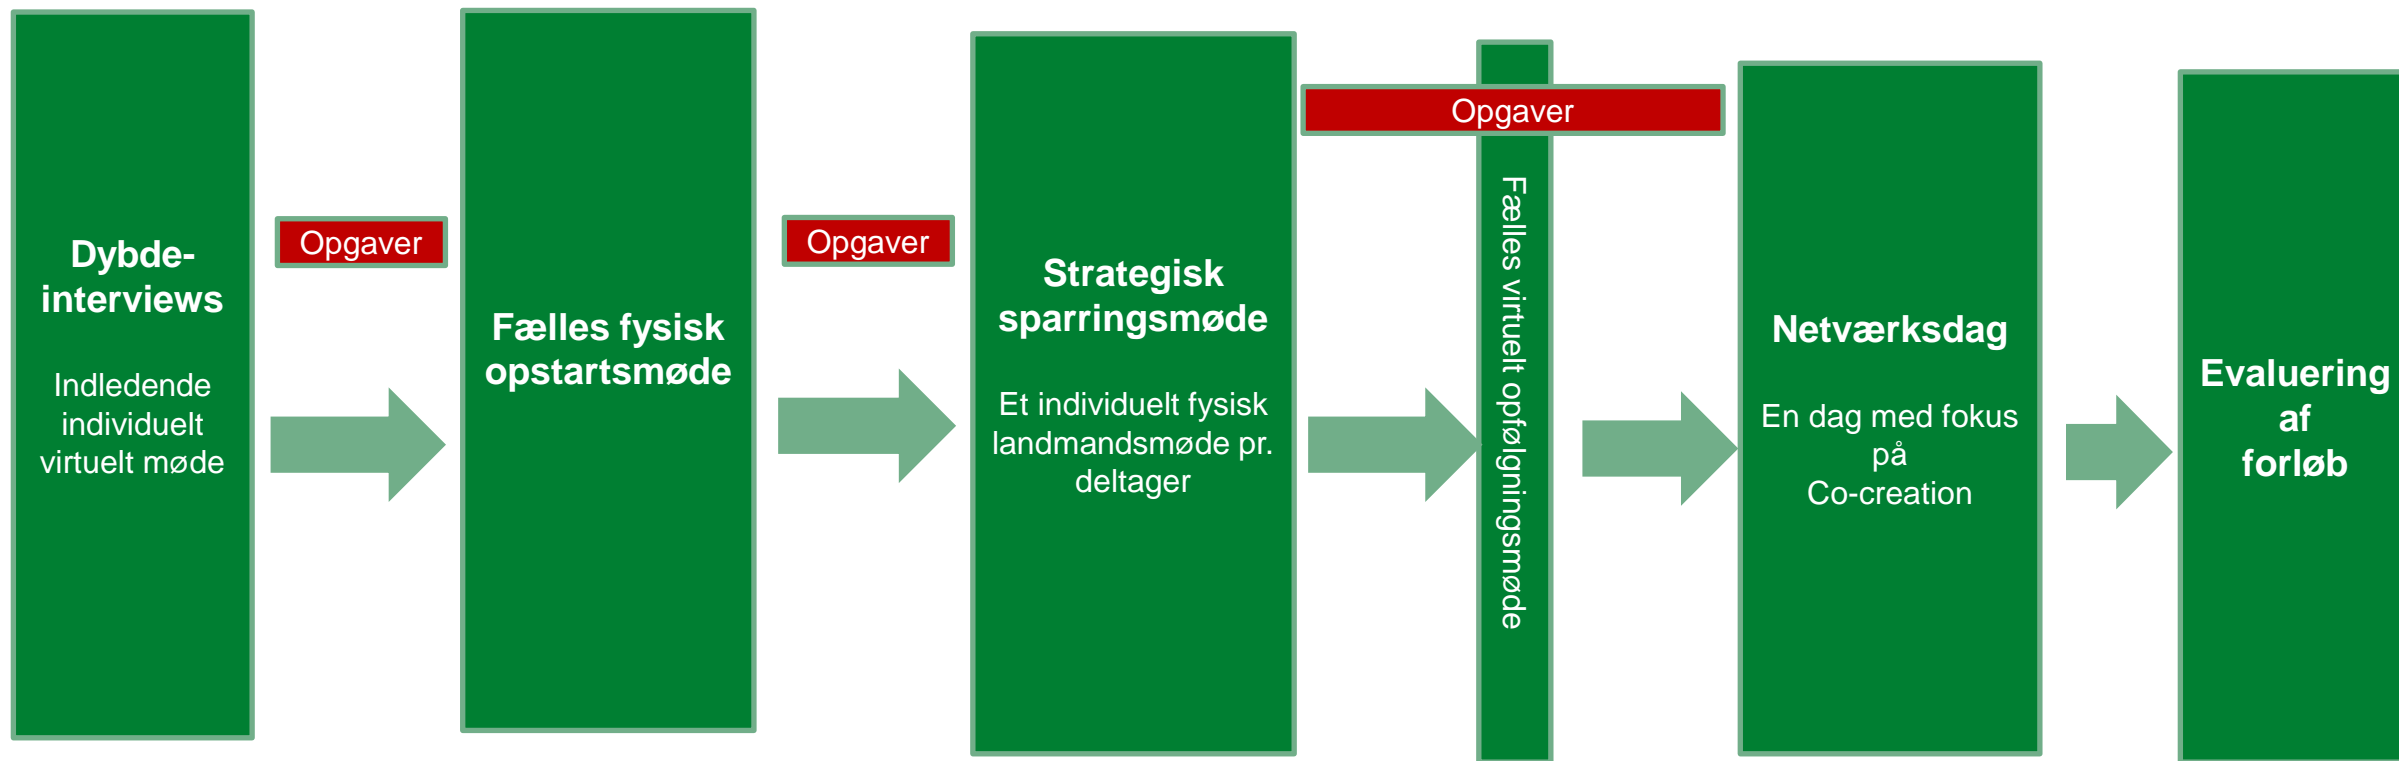 Dybde-
interviews
Indledende
individuelt
virtuelt møde
Opgaver
Fælles fysisk
opstartsmøde
Opgaver
Strategisk
sparringsmøde
Et individuelt fysisk
landmandsmøde pr.
deltager
Opgaver
Fælles virtuelt opfølgningsmøde
Netværksdag
En dag med fokus
på
Co-creation
Evaluering
af
forløb